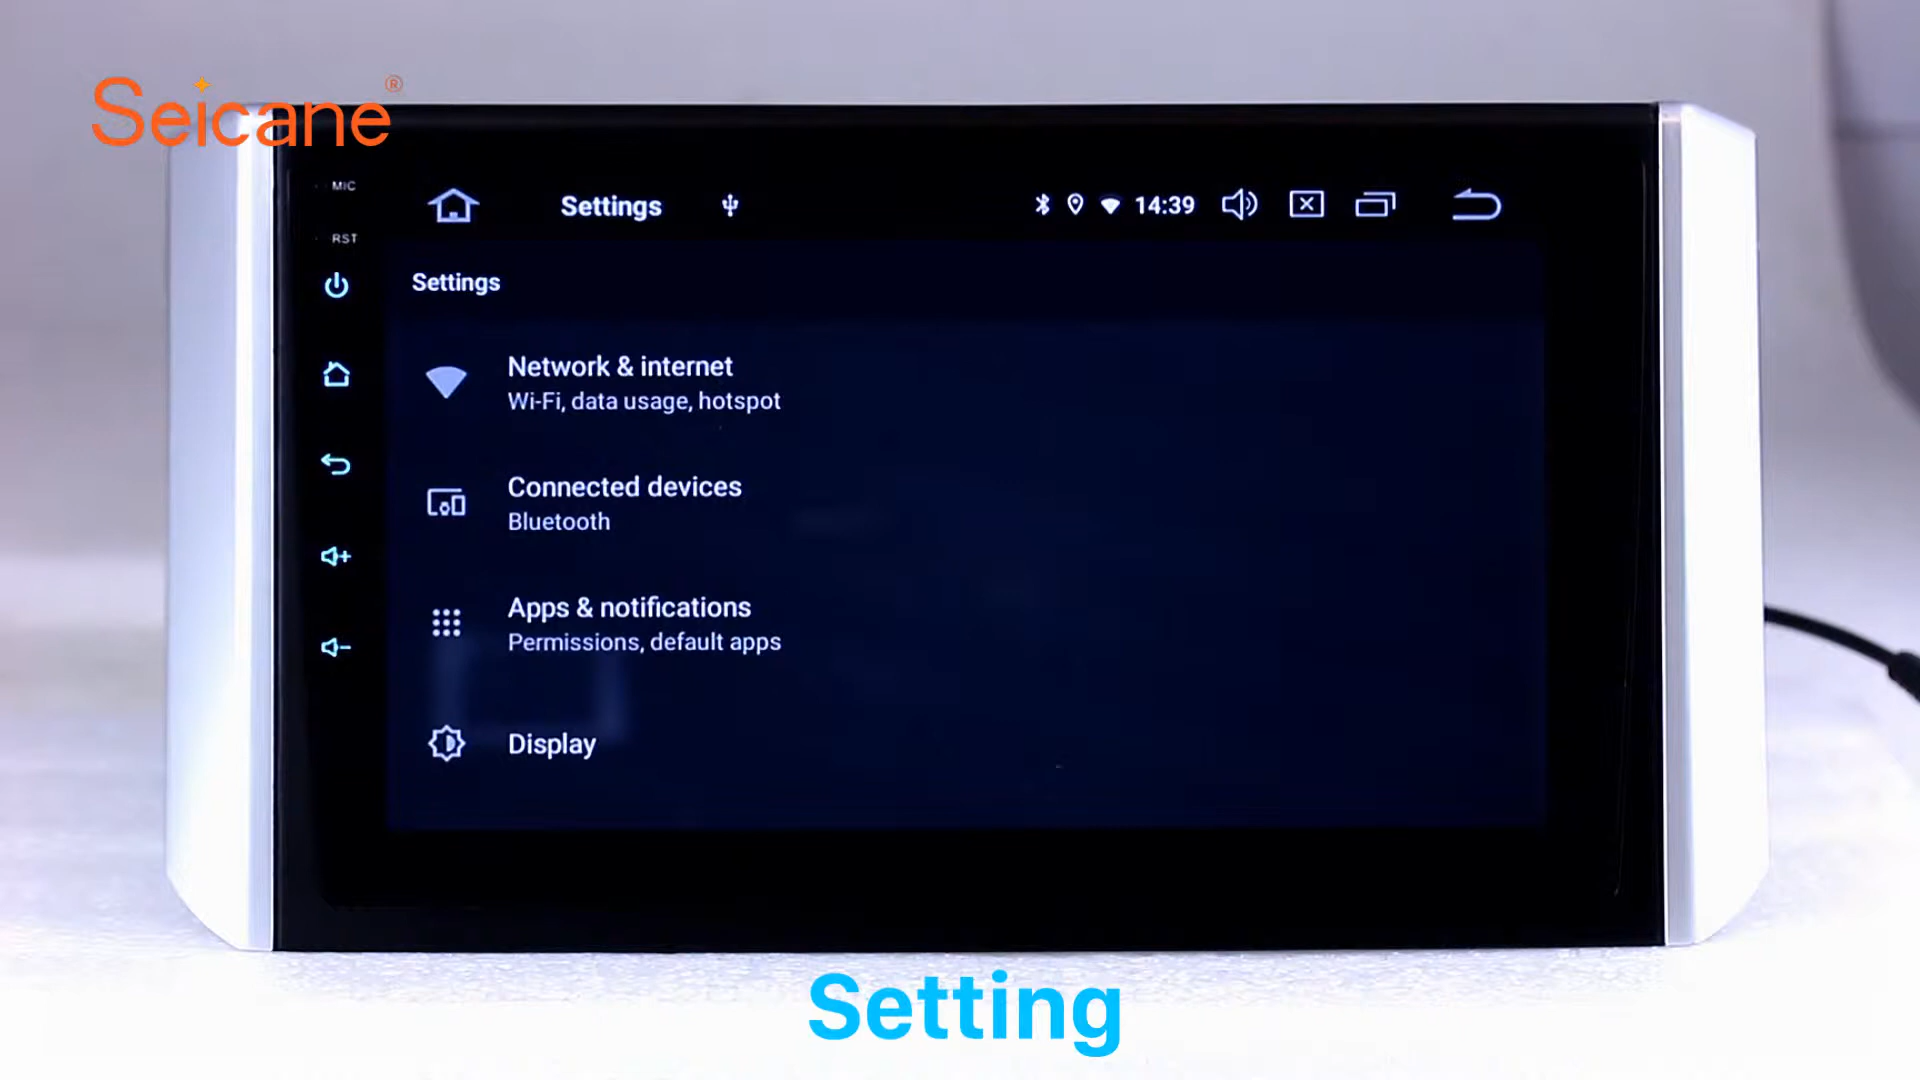 Seicane®
MIC
Settings
14:39
RST
Settings
Network & internet
Wi-Fi, data usage, hotspot
Connected devices
Bluetooth
Apps & notifications
Permissions, default apps
Display
Setting